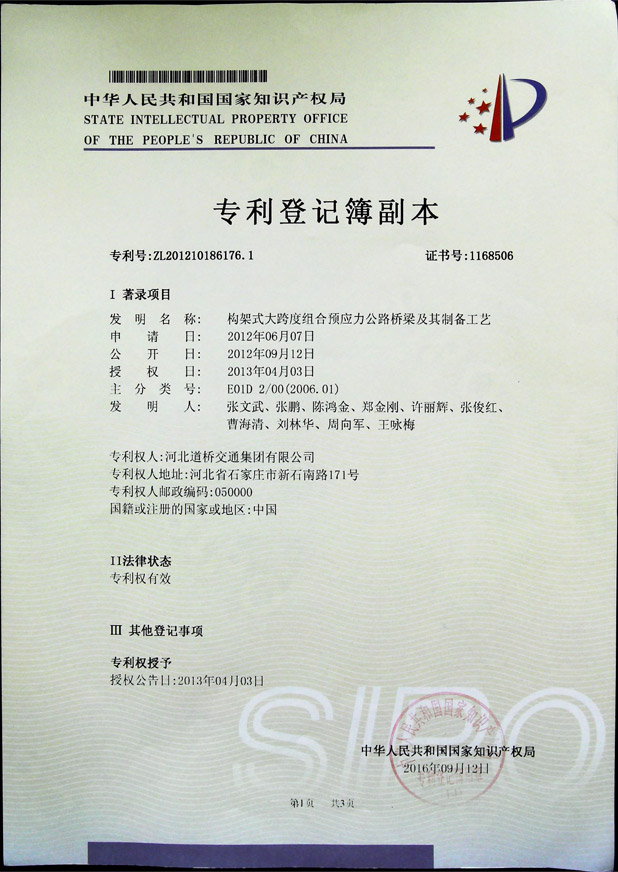 中华人民共和国国家知识产权局
STATE INTELLECTUAL PROPERTY OFFICE
OF THE PEOPLE'S REPUBLIC OF CHINA
专利登记簿副本
专利号:ZL201210186176.1 证书号:1168506
I 著录项目
发明名称: 构架式大跨度组合预应力公路桥梁及其制备工艺
申请日: 2012年06月07日
公开日: 2012年09月12日
授权日: 2013年04月03日
主分类号: E01D 2/00(2006.01)
发明人: 张文武、张鹏、陈鸿金、郑金刚、许丽辉、张俊红、
曹海清、刘林华、周向军、王咏梅
专利权人:河北道桥交通集团有限公司
专利权人地址:河北省石家庄市新石南路171号
专利权人邮政编码:050000
国籍或注册的国家或地区:中国
II法律状态
专利权有效
III 其他登记事项
专利权授予
授权公告日:2013年04月03日
SIPO
中华人民共和国国家知识产权局
2016年09月12日
第1页 共3页